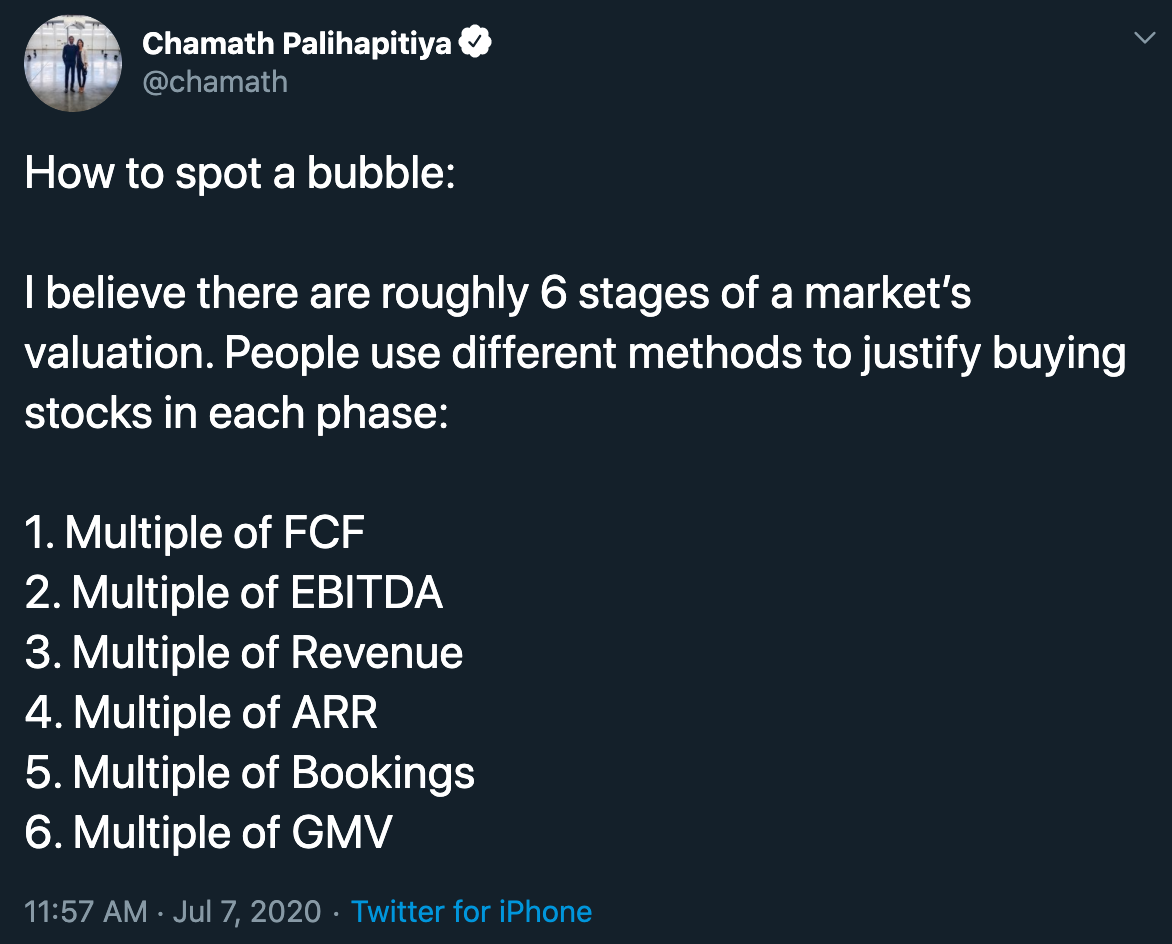 Chamath Palihapitiya
@chamath
How to spot a bubble:
I believe there are roughly 6 stages of a market’s
valuation. People use different methods to justify buying
stocks in each phase:
1. Multiple of FCF
2. Multiple of EBITDA
3. Multiple of Revenue
4. Multiple of ARR
5. Multiple of Bookings
6. Multiple of GMV
11:57 AM · Jul 7, 2020 · Twitter for iPhone